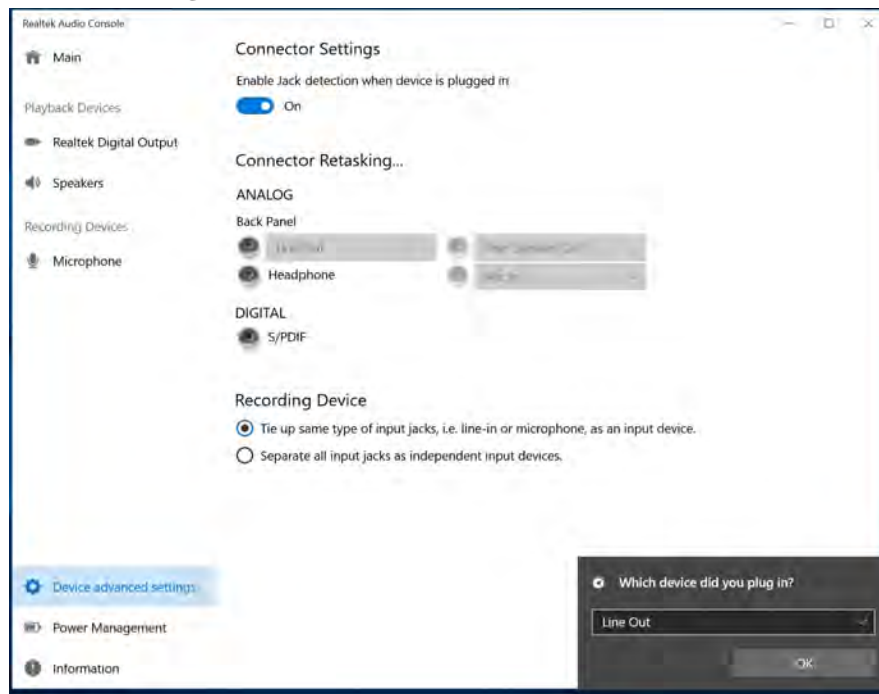 Realtek Audio Console
Main
Playback Devices
Realtek Digital Output
Speakers
Recording Devices
Microphone
Device advanced settings
Power Management
Information
Connector Settings
Enable Jack detection when device is plugged in
On
Connector Retasking...
ANALOG
Back Panel
Headphone
DIGITAL
S/PDIF
Recording Device
Tie up same type of input jacks, i.e. line-in or microphone, as an input device.
Separate all input jacks as independent input devices.
Which device did you plug in?
Line Out
OK